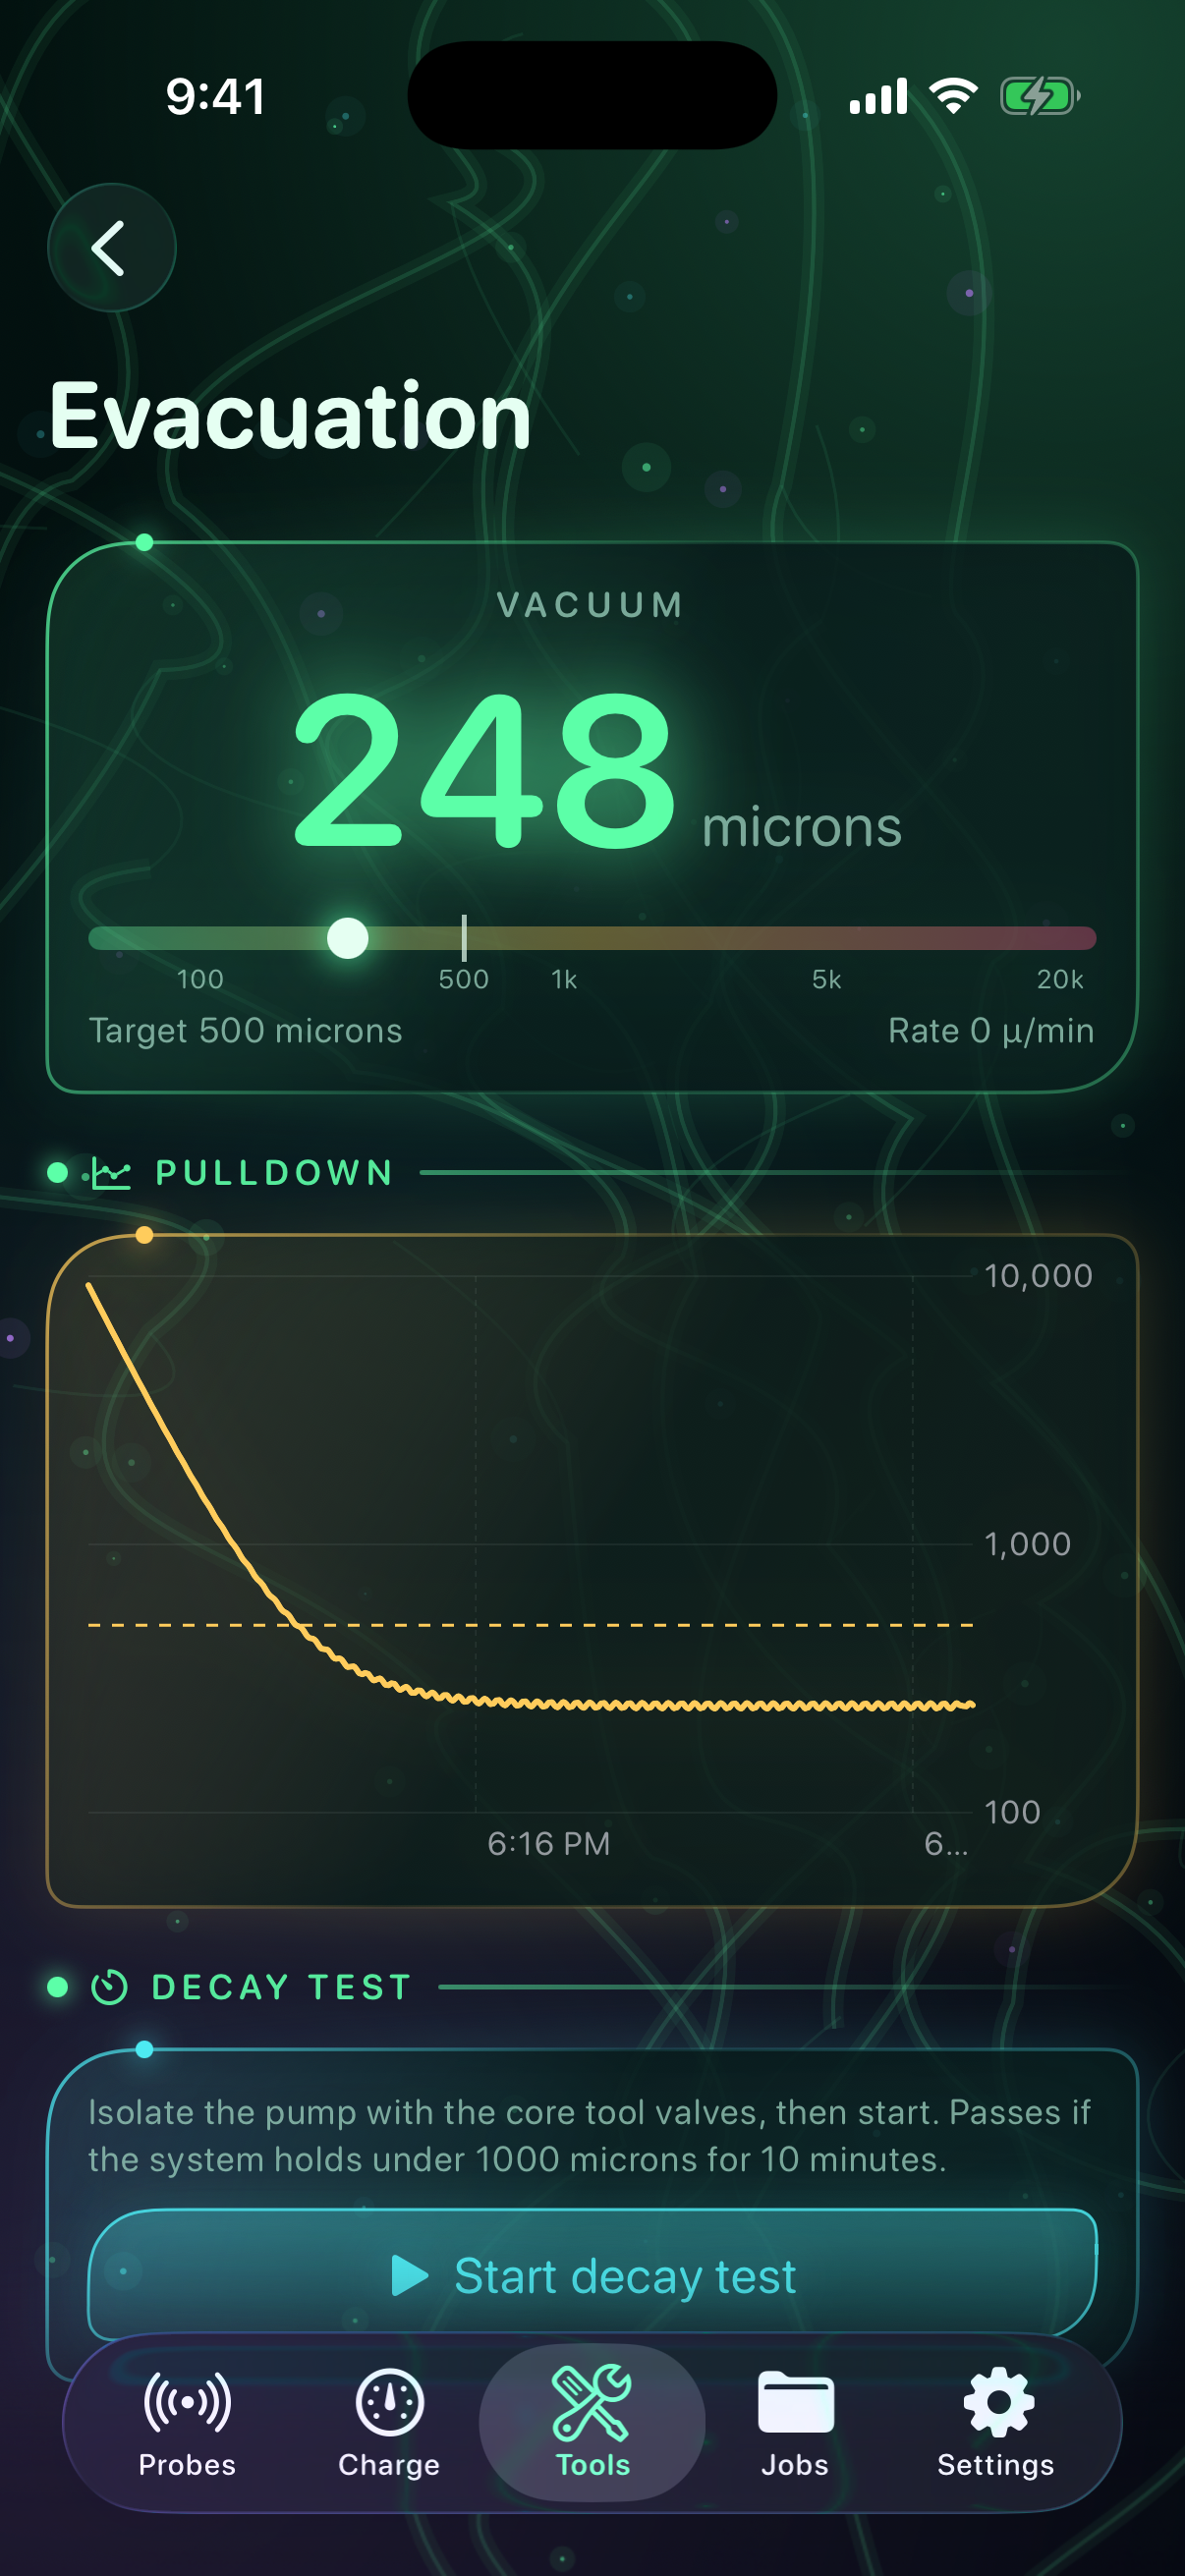 9:41
Evacuation
VACUUM
248 microns
100 500 1k 5k 20k
Target 500 microns Rate 0 µ/min
PULLDOWN
10,000
1,000
100
6:16 PM 6...
DECAY TEST
Isolate the pump with the core tool valves, then start. Passes if
the system holds under 1000 microns for 10 minutes.
Start decay test
Probes Charge Tools Jobs Settings